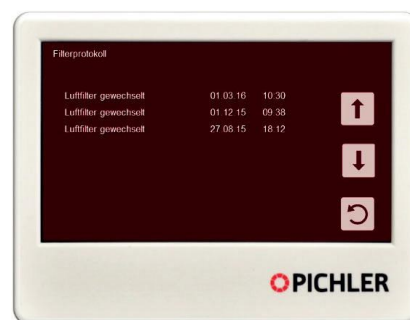 Filterprotokoll
Luftfilter gewechselt 01.03.16 10:30
Luftfilter gewechselt 01.12.15 09:38
Luftfilter gewechselt 27.08.15 18:12
PICHLER